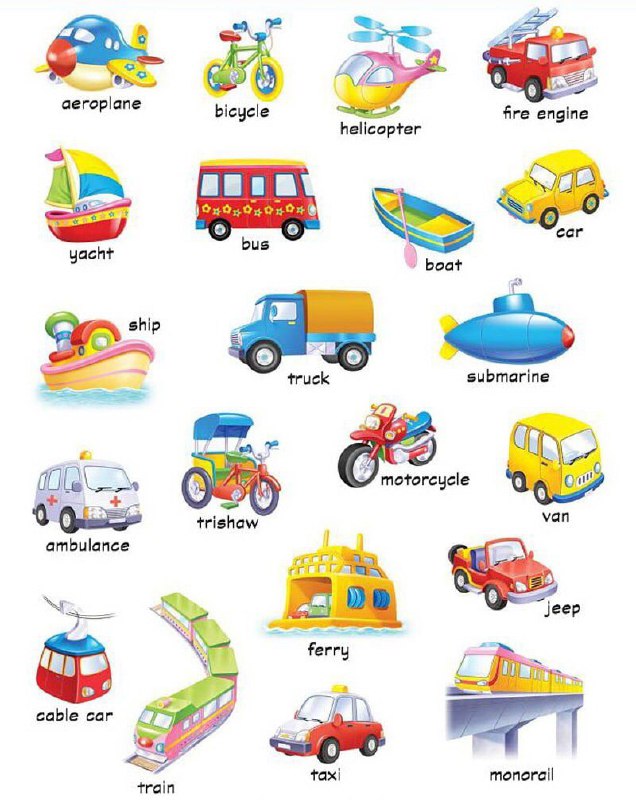 aeroplane
bicycle
helicopter
fire engine
yacht
bus
boat
car
ship
truck
submarine
ambulance
trishaw
motorcycle
van
ferry
jeep
cable car
train
taxi
monorail